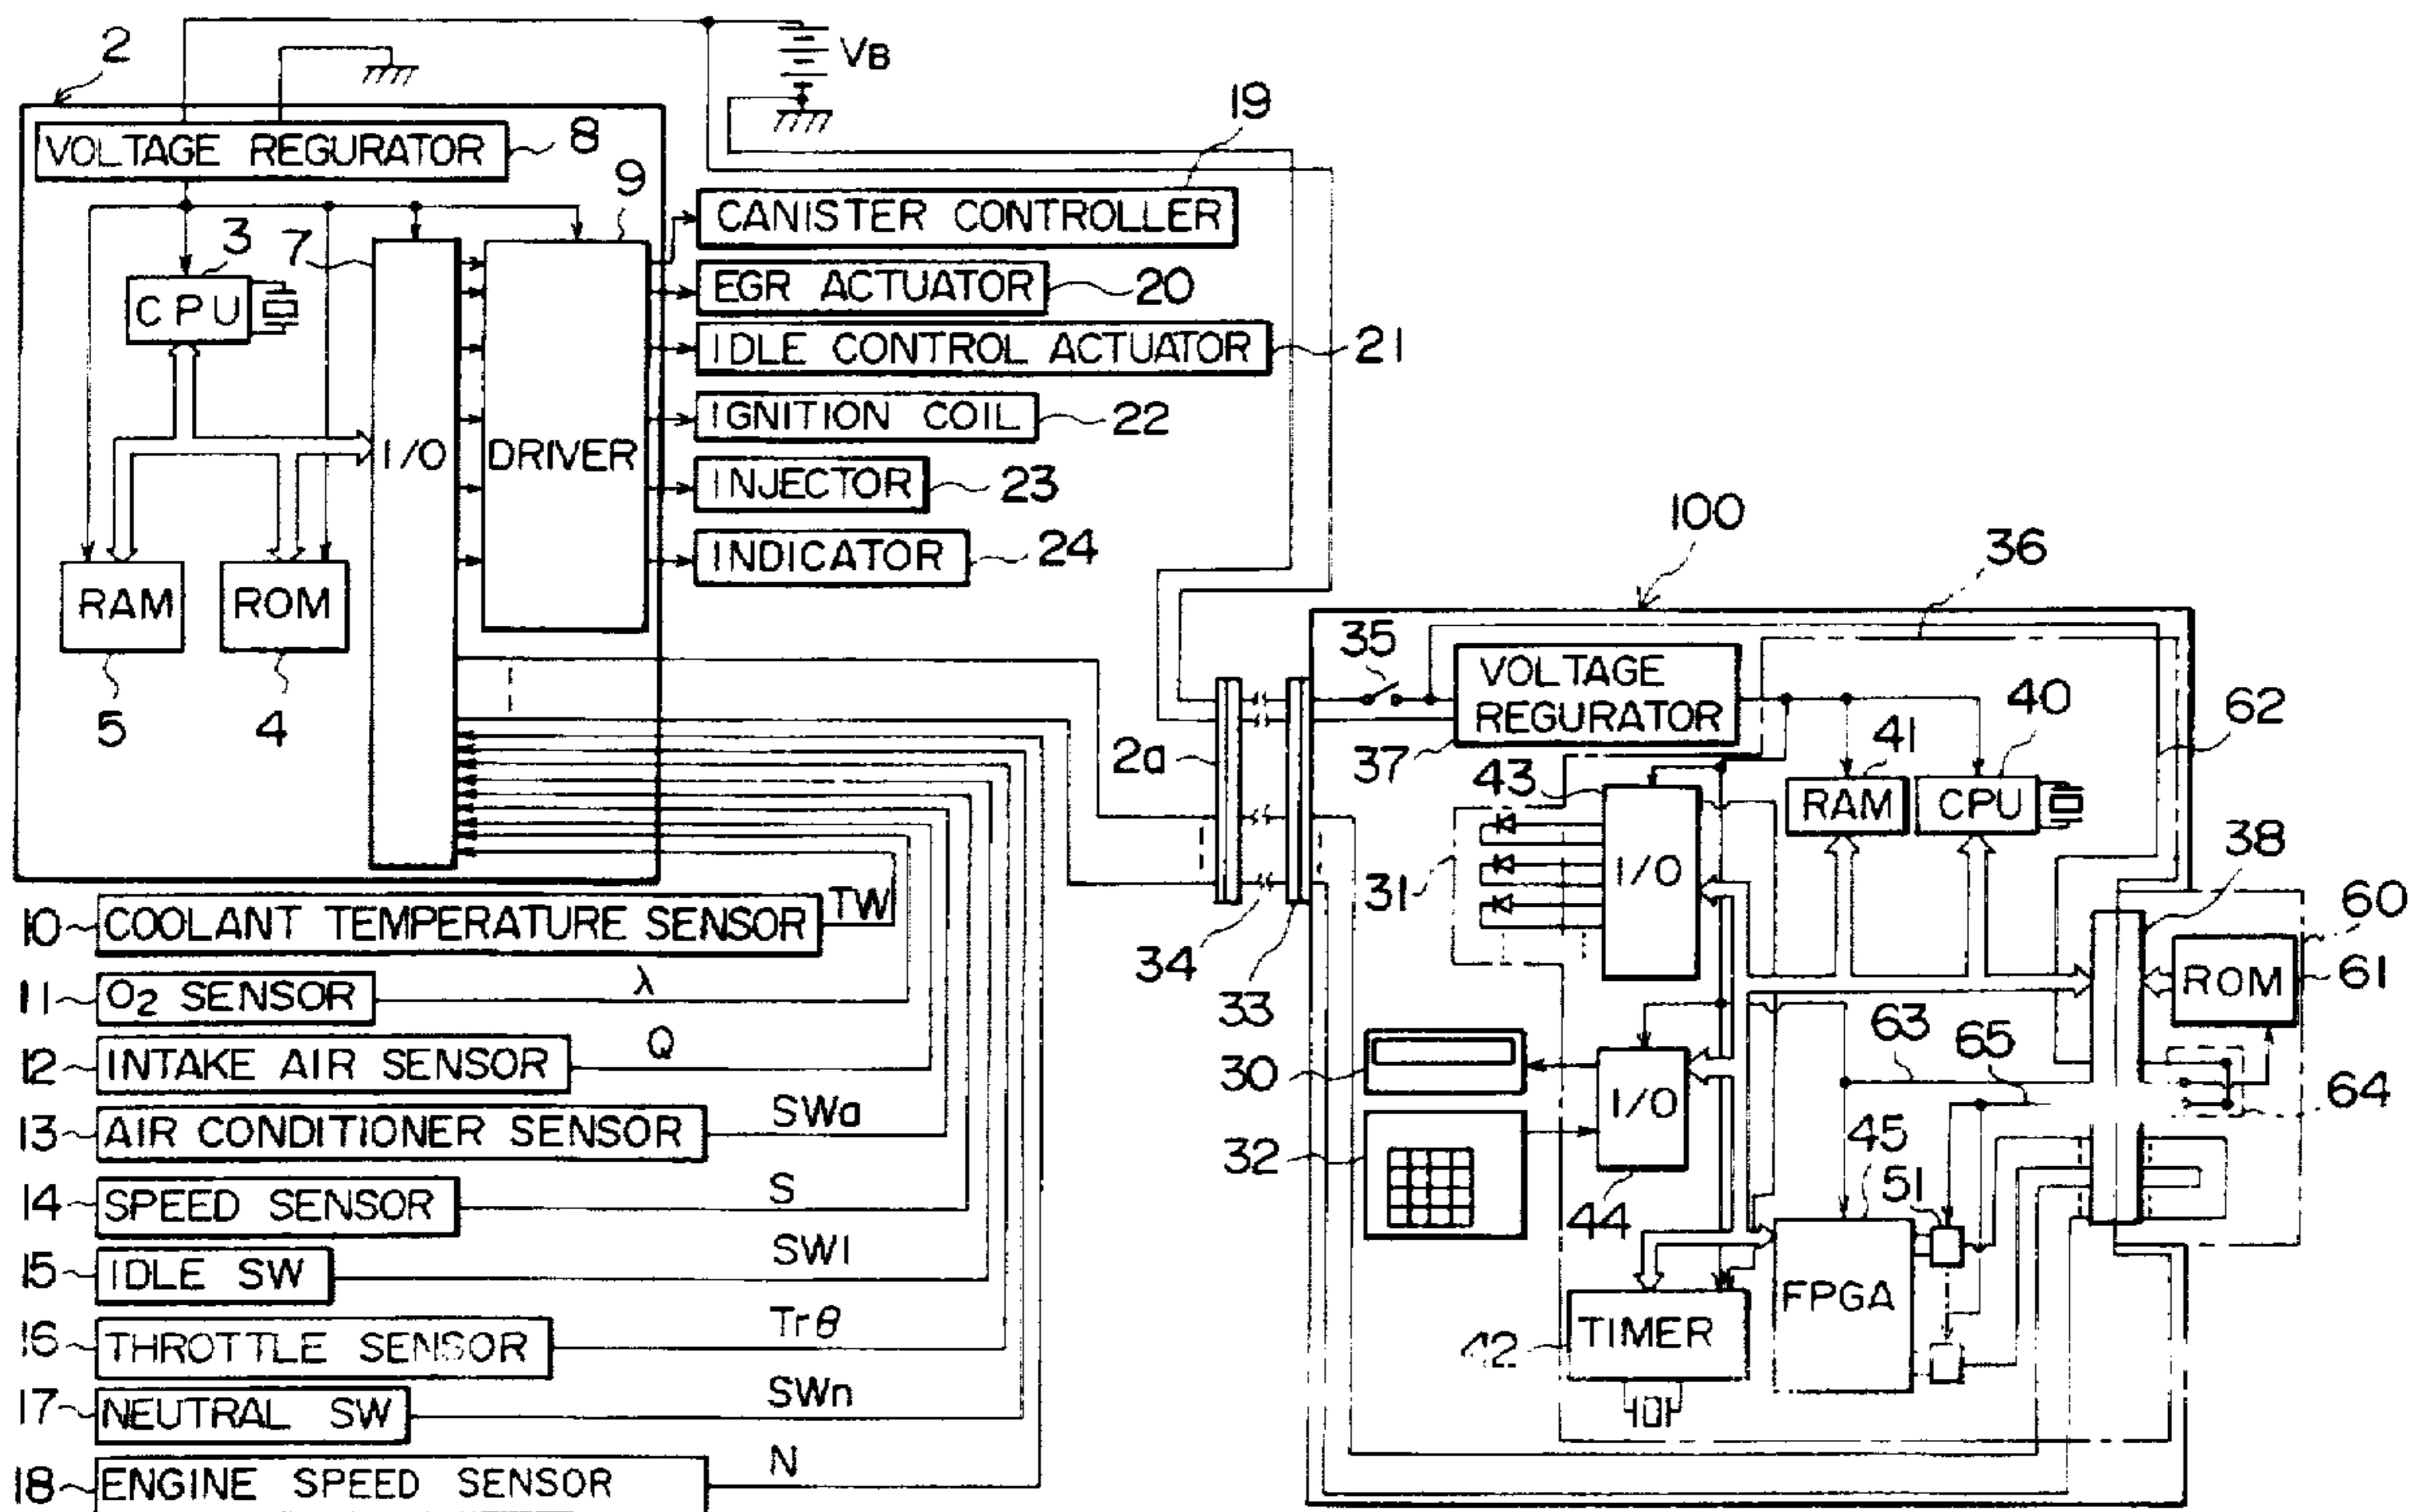 2
VB
19
VOLTAGE REGURATOR
8
9
CANISTER CONTROLLER
3
7
CPU
EGR ACTUATOR
20
IDLE CONTROL ACTUATOR
21
IGNITION COIL
22
I/O
DRIVER
INJECTOR
23
INDICATOR
24
RAM
ROM
5
4
100
36
35
VOLTAGE
REGURATOR
37
40
62
41
2a
43
RAM
CPU
38
31
I/O
60
ROM
61
34
33
63
65
30
I/O
64
32
45
51
44
FPGA
TIMER
42
10
COOLANT TEMPERATURE SENSOR
TW
11
O2 SENSOR
λ
12
INTAKE AIR SENSOR
Q
13
AIR CONDITIONER SENSOR
SWa
14
SPEED SENSOR
S
15
IDLE SW
SWI
16
THROTTLE SENSOR
Trθ
17
NEUTRAL SW
SWn
18
ENGINE SPEED SENSOR
N